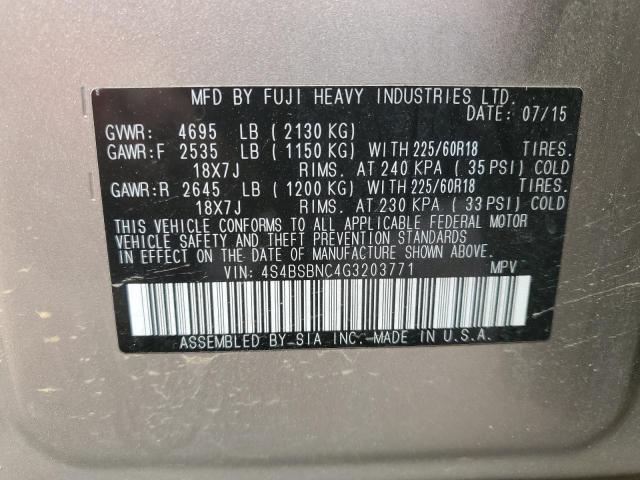 MFD BY FUJI HEAVY INDUSTRIES LTD.
DATE: 07/15
GVWR: 4695 LB (2130 KG)
GAWR:F 2535 LB (1150 KG) WITH 225/60R18 TIRES.
18X7J RIMS. AT 240 KPA (35 PSI) COLD
GAWR:R 2645 LB (1200 KG) WITH 225/60R18 TIRES.
18X7J RIMS. AT 230 KPA (33 PSI) COLD
THIS VEHICLE CONFORMS TO ALL APPLICABLE FEDERAL MOTOR
VEHICLE SAFETY AND THEFT PREVENTION STANDARDS
IN EFFECT ON THE DATE OF MANUFACTURE SHOWN ABOVE.
VIN: 4S4BSBNC4G3203771 MPV
ASSEMBLED BY SIA INC. MADE IN U.S.A.